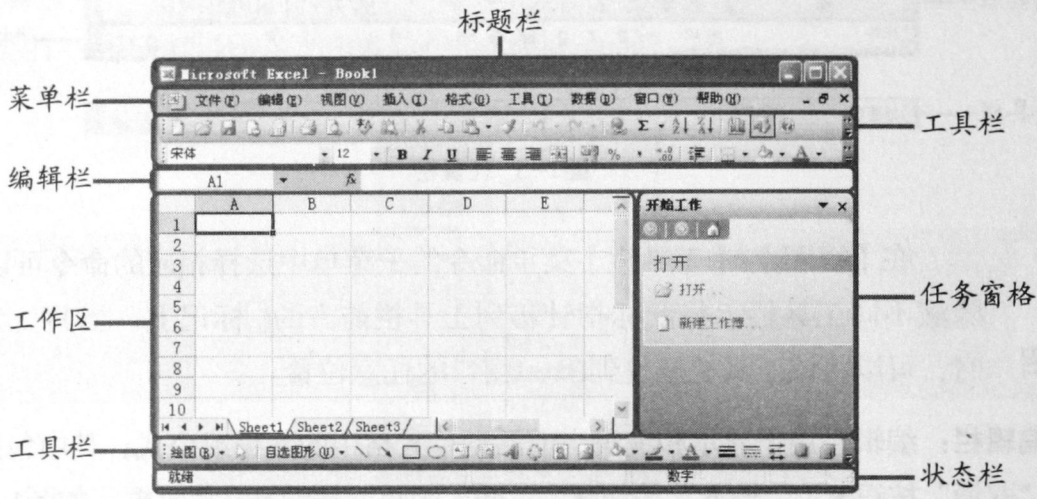 标题栏
Microsoft Excel - Book1
菜单栏
文件(F) 编辑(E) 视图(V) 插入(I) 格式(O) 工具(T) 数据(D) 窗口(W) 帮助(H)
工具栏
宋体 12 B I U % A
编辑栏
A1 fx
A B C D E
开始工作
1
2
打开
3
打开...
4
任务窗格
5
新建工作簿...
工作区
6
7
8
9
10
Sheet1 Sheet2 Sheet3
工具栏
绘图(R) 自选图形(U) A
就绪 数字
状态栏